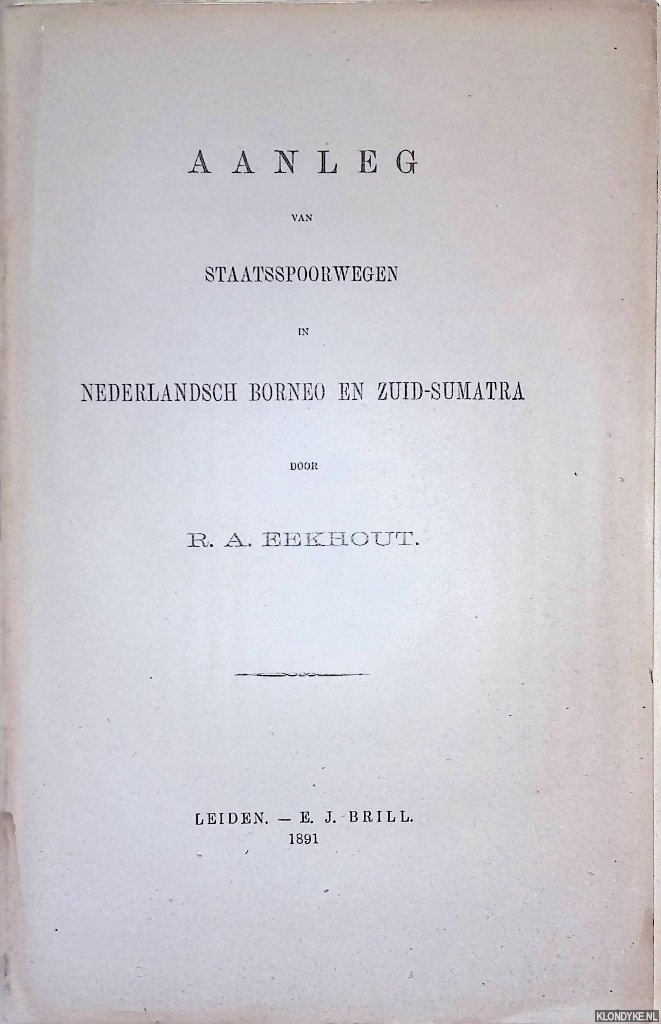 AANLEG
VAN
STAATSSPOORWEGEN
IN
NEDERLANDSCH BORNEO EN ZUID-SUMATRA
DOOR
R. A. EEKHOUT.
LEIDEN. — E. J. BRILL.
1891
KLONDYKE.NL